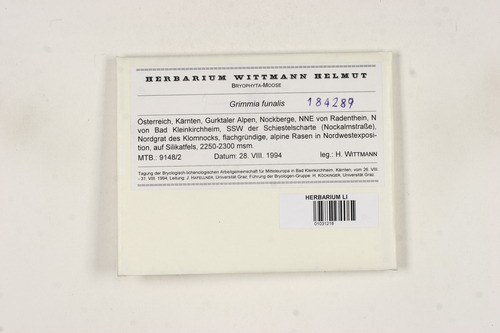 HERBARIUM WITTMANN HELMUT
BRYOPHYTA-MOOSE
Grimmia funalis 184289
Österreich, Kärnten, Gurktaler Alpen, Nockberge, NNE von Radenthein, N
von Bad Kleinkirchheim, SSW der Schiestelscharte (Nockalmstraße),
Nordgrat des Klomnocks, flachgründige, alpine Rasen in Nordwestexposi-
tion, auf Silikatfels, 2250-2300 msm.
MTB.: 9148/2 Datum: 28. VIII. 1994 leg.: H. WITTMANN
Tagung der Bryologisch-lichenologischen Arbeitsgemeinschaft für Mitteleuropa in Bad Kleinkirchheim, Kärnten, vom 26. VIII.
- 31. VIII. 1994; Leitung: J. HAFELLNER, Universität Graz; Führung der Bryologen-Gruppe: H. KÖCKINGER, Universität Graz.
HERBARIUM LI
01031218